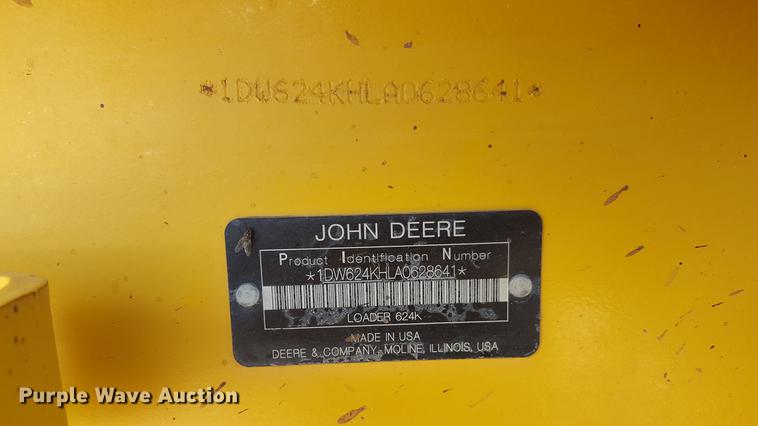 *1DW624KHLA0628641*
JOHN DEERE
Product Identification Number
*1DW624KHLA0628641*
LOADER 624K
MADE IN USA
DEERE & COMPANY, MOLINE, ILLINOIS, USA
Purple Wave Auction